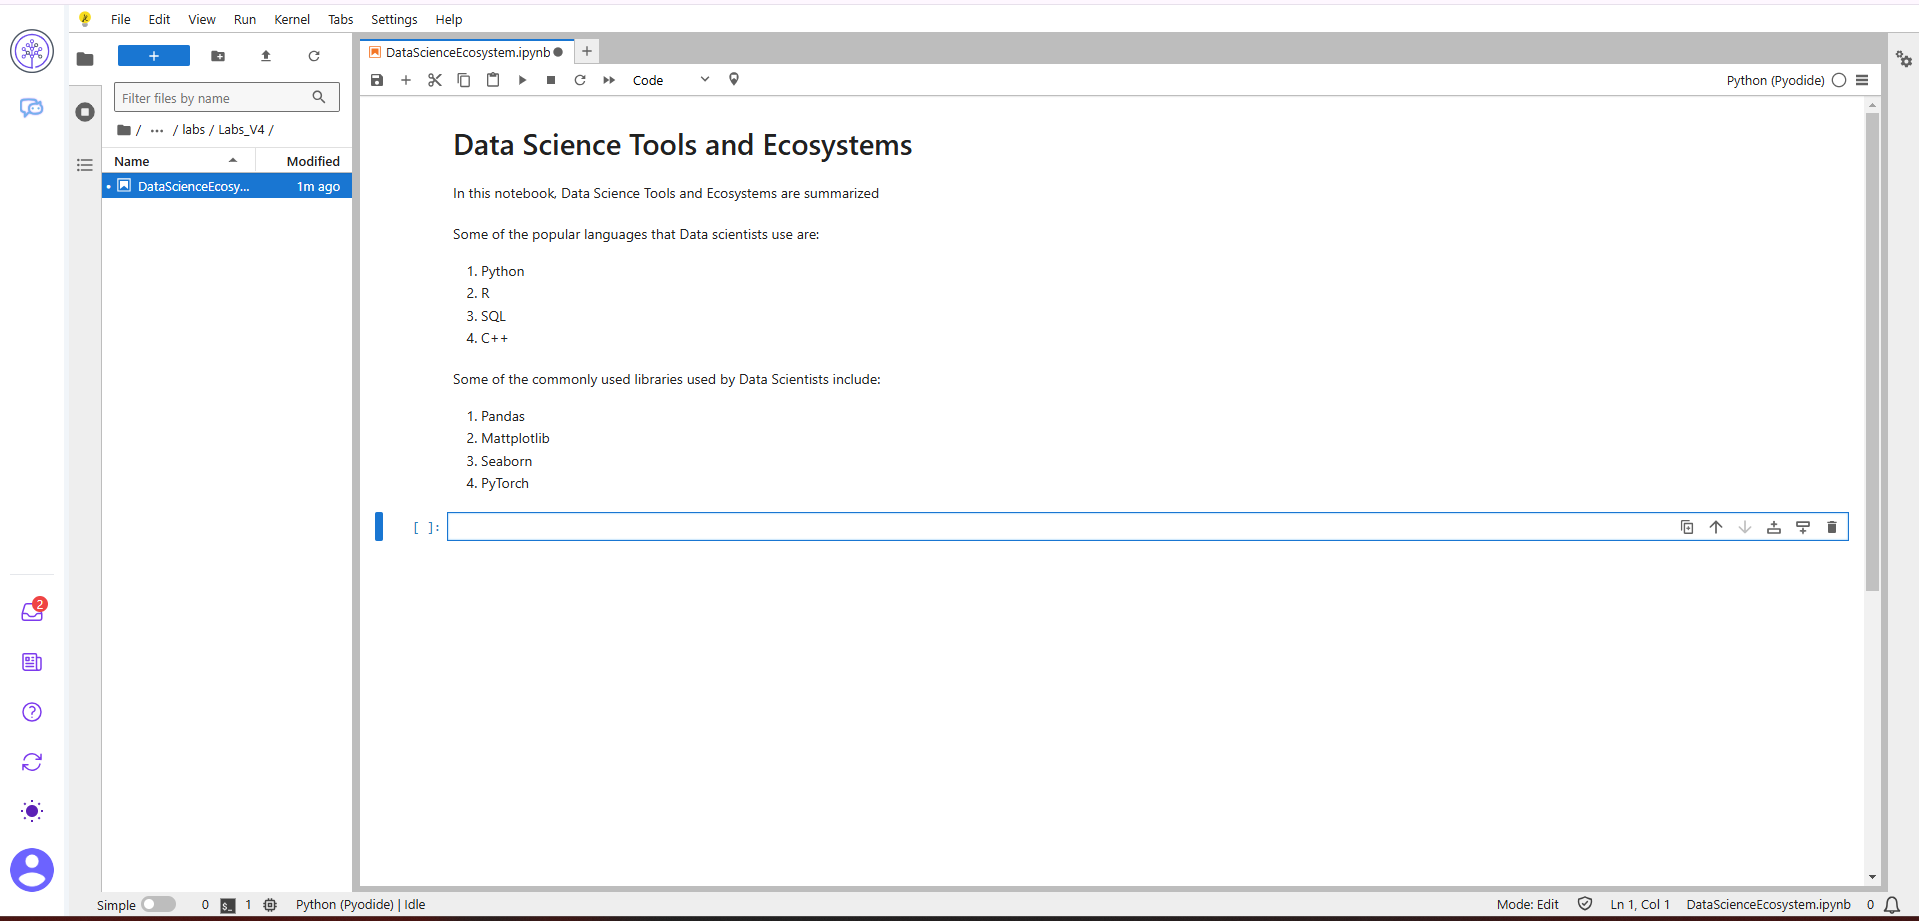 File Edit View Run Kernel Tabs Settings Help
DataScienceEcosystem.ipynb
Code
Python (Pyodide)
Filter files by name
/ ... / labs / Labs_V4 /
Name Modified
DataScienceEcosy... 1m ago
Data Science Tools and Ecosystems
In this notebook, Data Science Tools and Ecosystems are summarized
Some of the popular languages that Data scientists use are:
1. Python
2. R
3. SQL
4. C++
Some of the commonly used libraries used by Data Scientists include:
1. Pandas
2. Mattplotlib
3. Seaborn
4. PyTorch
[ ]:
2
Simple 0 $_ 1 Python (Pyodide) | Idle Mode: Edit Ln 1, Col 1 DataScienceEcosystem.ipynb 0